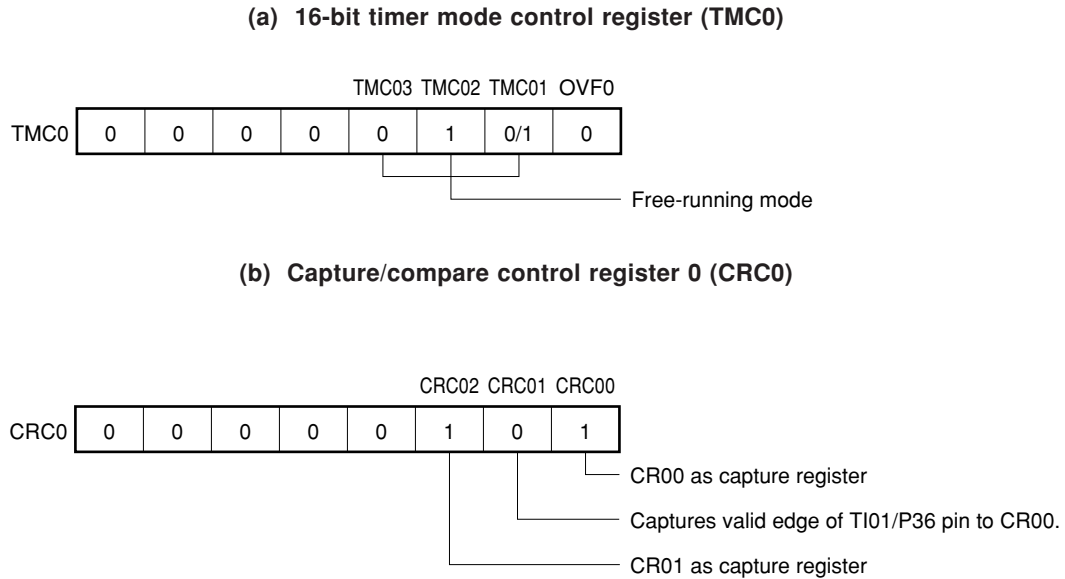 (a) 16-bit timer mode control register (TMC0)
TMC03 TMC02 TMC01 OVF0
TMC0 0 0 0 0 0 1 0/1 0
Free-running mode
(b) Capture/compare control register 0 (CRC0)
CRC02 CRC01 CRC00
CRC0 0 0 0 0 0 1 0 1
CR00 as capture register
Captures valid edge of TI01/P36 pin to CR00.
CR01 as capture register